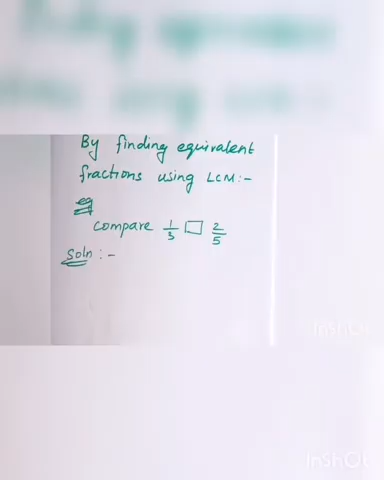 By finding equivalent
fractions using LCM:-
eg
compare 1/3 □ 2/5
Soln :-
InShOt
InShOt